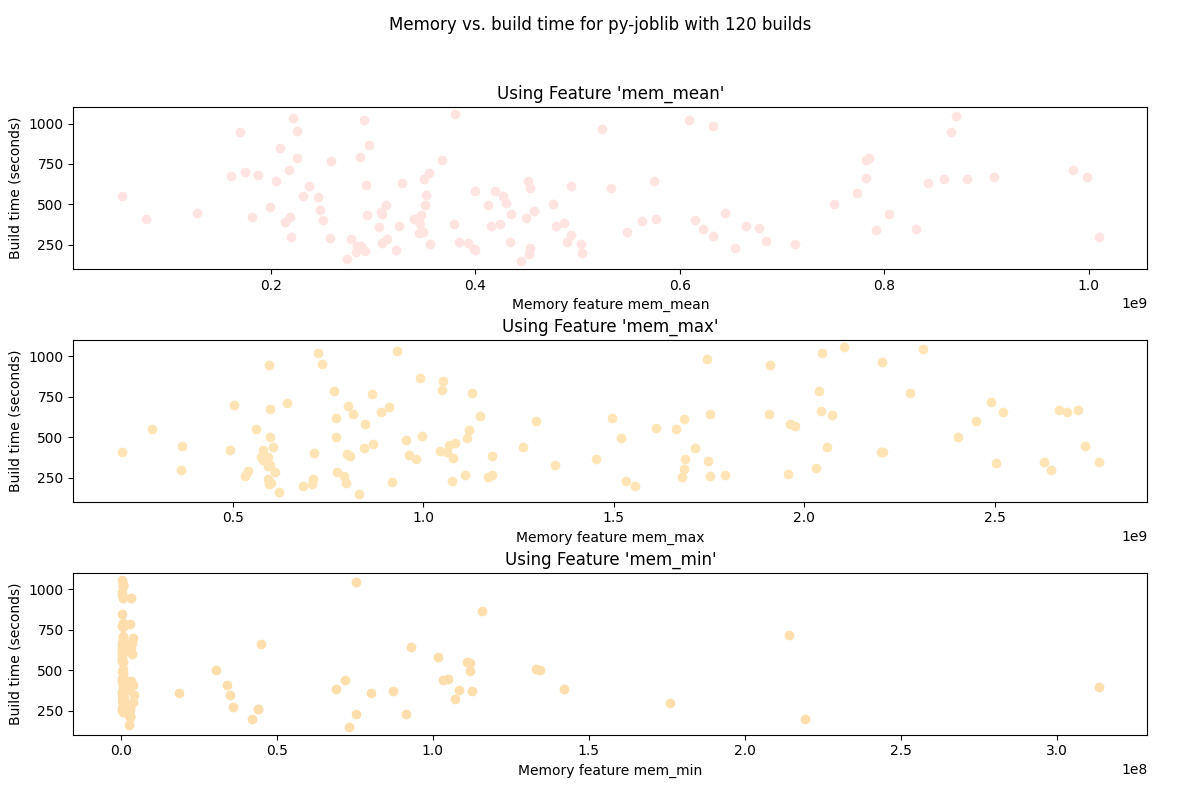 Memory vs. build time for py-joblib with 120 builds
Using Feature 'mem_mean'
Build time (seconds)
1000
750
500
250
0.2 0.4 0.6 0.8 1.0
1e9
Memory feature mem_mean
Using Feature 'mem_max'
Build time (seconds)
1000
750
500
250
0.5 1.0 1.5 2.0 2.5
1e9
Memory feature mem_max
Using Feature 'mem_min'
Build time (seconds)
1000
750
500
250
0.0 0.5 1.0 1.5 2.0 2.5 3.0
1e8
Memory feature mem_min